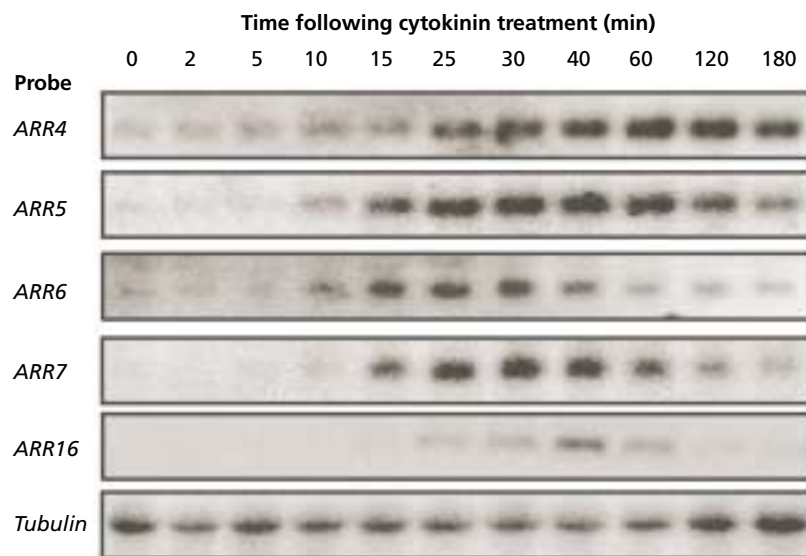 Time following cytokinin treatment (min)
0 2 5 10 15 25 30 40 60 120 180
Probe
ARR4
ARR5
ARR6
ARR7
ARR16
Tubulin